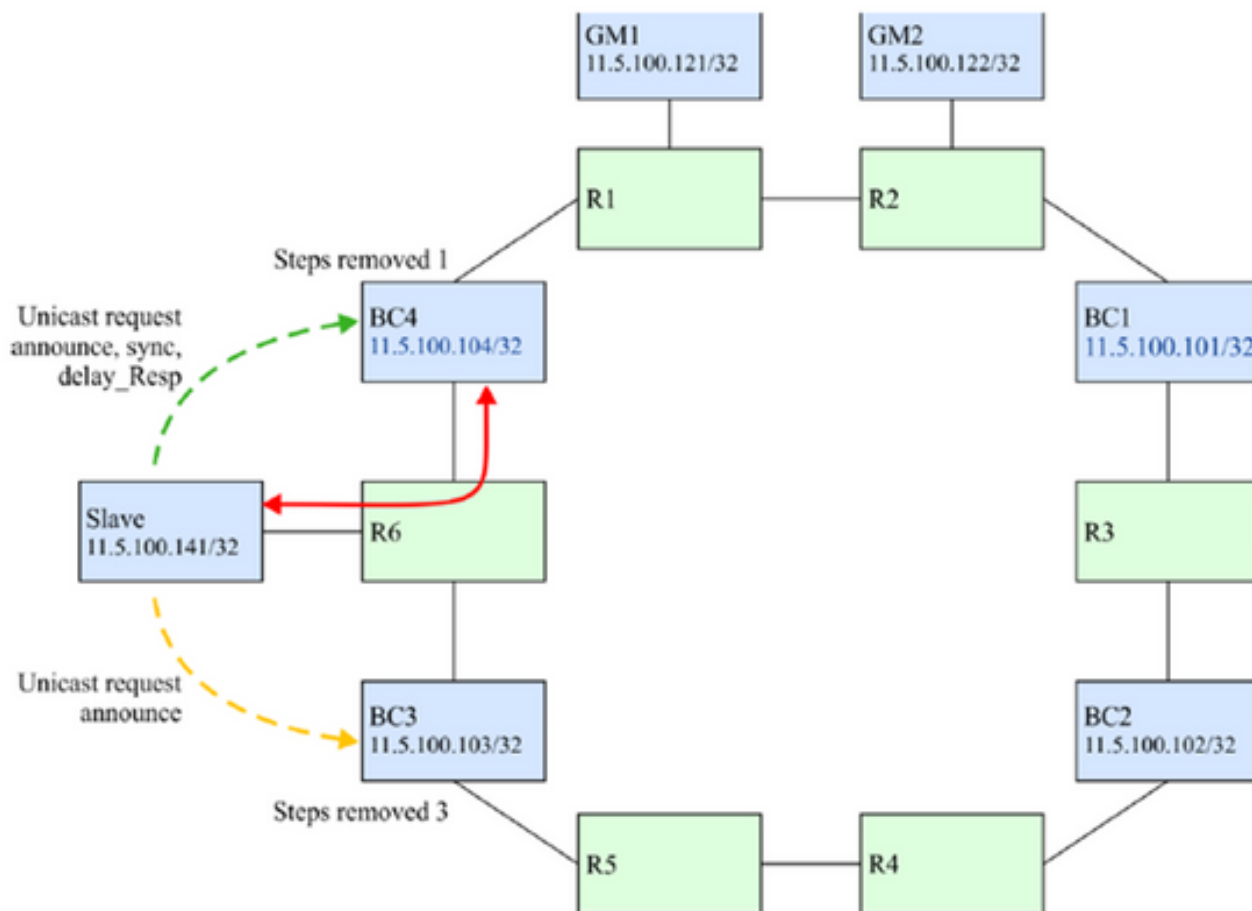 GM1
11.5.100.121/32
GM2
11.5.100.122/32
R1
R2
Steps removed 1
Unicast request
announce, sync,
delay_Resp
BC4
11.5.100.104/32
BC1
11.5.100.101/32
Slave
11.5.100.141/32
R6
R3
Unicast request
announce
BC3
11.5.100.103/32
BC2
11.5.100.102/32
Steps removed 3
R5
R4